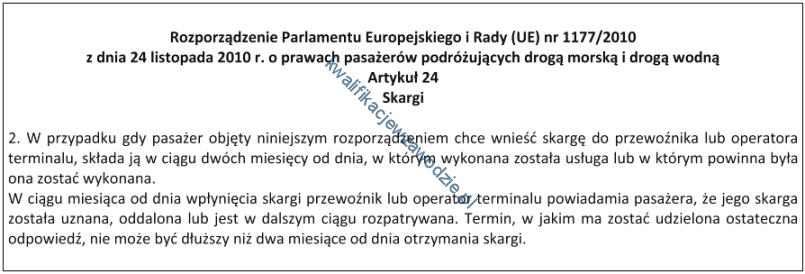 Rozporządzenie Parlamentu Europejskiego i Rady (UE) nr 1177/2010
z dnia 24 listopada 2010 r. o prawach pasażerów podróżujących drogą morską i drogą wodną
Artykuł 24
Skargi
2. W przypadku gdy pasażer objęty niniejszym rozporządzeniem chce wnieść skargę do przewoźnika lub operatora
terminalu, składa ją w ciągu dwóch miesięcy od dnia, w którym wykonana została usługa lub w którym powinna była
ona zostać wykonana.
W ciągu miesiąca od dnia wpłynięcia skargi przewoźnik lub operator terminalu powiadamia pasażera, że jego skarga
została uznana, oddalona lub jest w dalszym ciągu rozpatrywana. Termin, w jakim ma zostać udzielona ostateczna
odpowiedź, nie może być dłuższy niż dwa miesiące od dnia otrzymania skargi.
kwalifikacjewzawodzie.pl